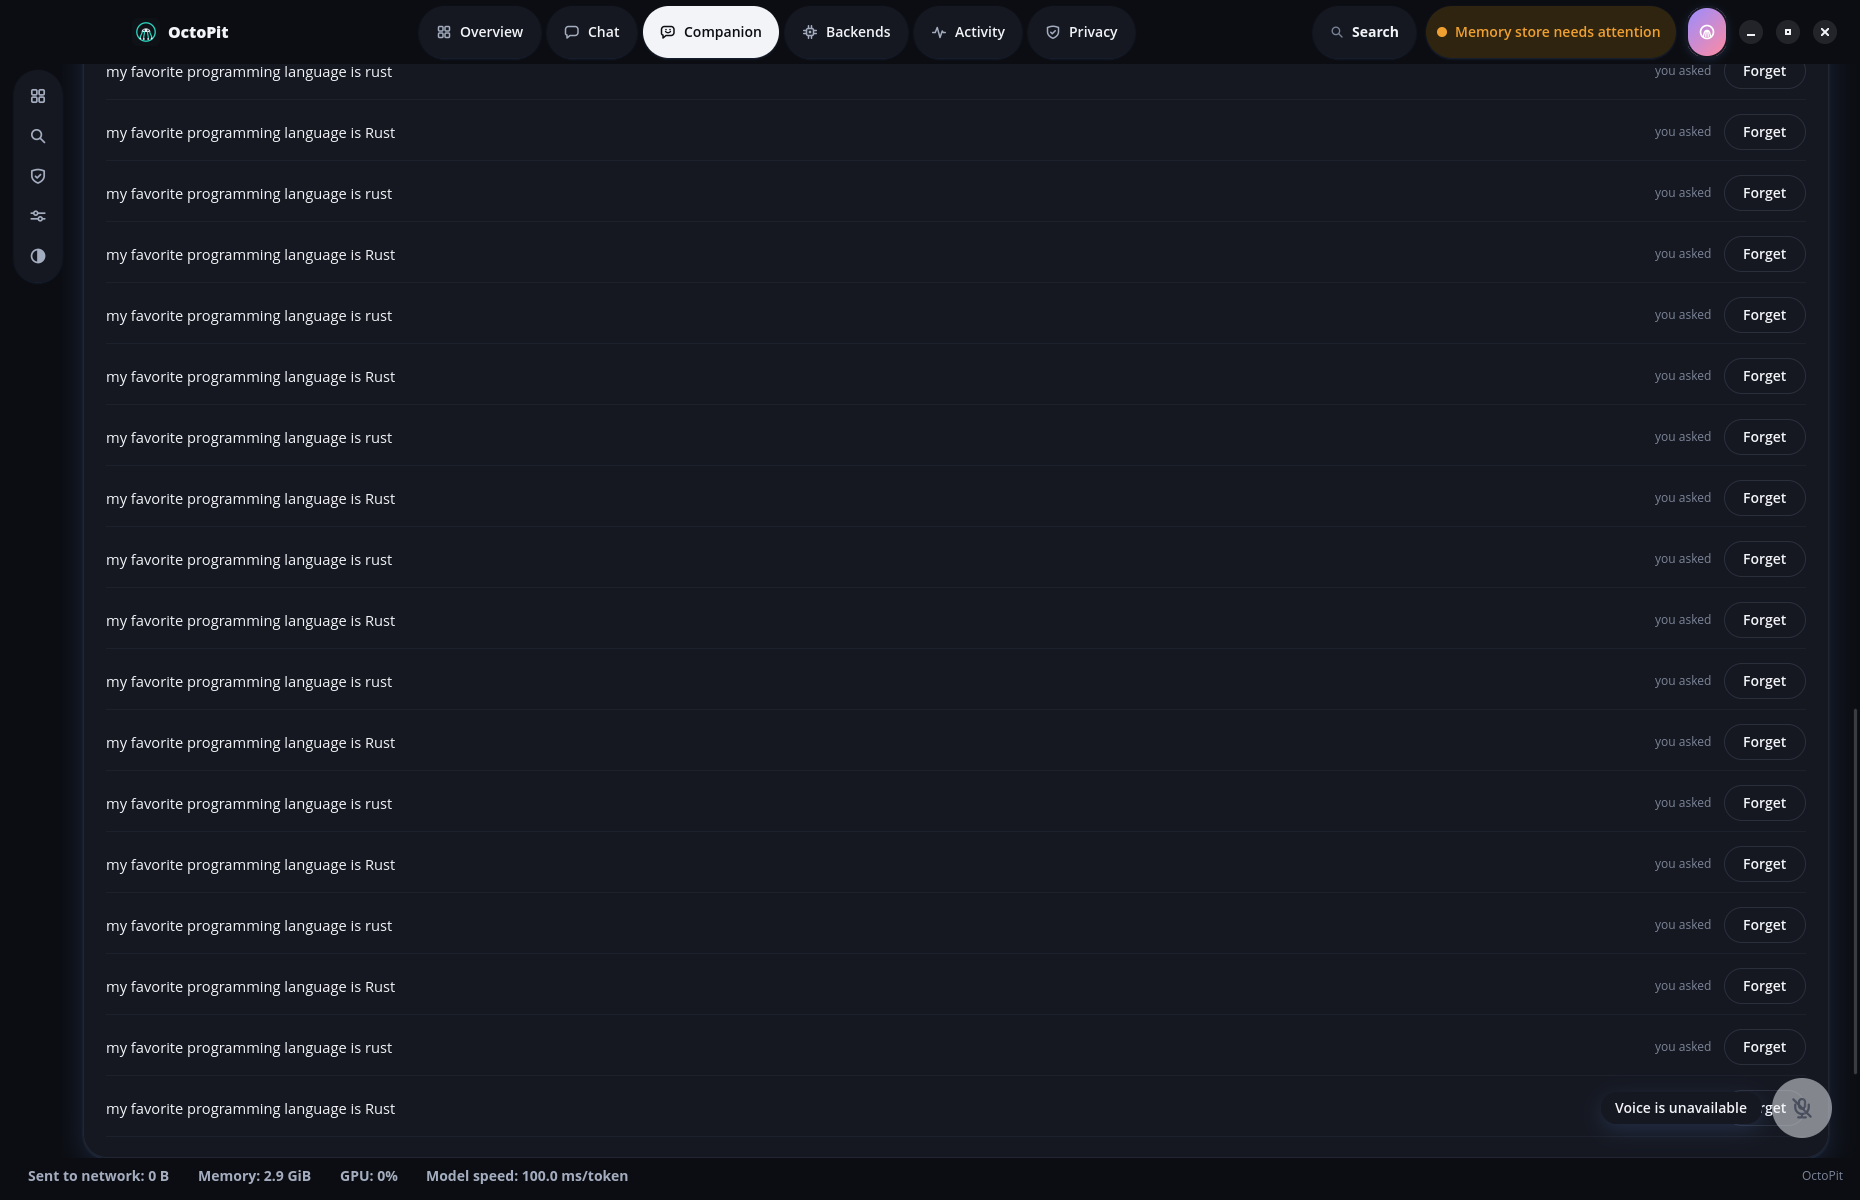 OctoPit
Overview
Chat
Companion
Backends
Activity
Privacy
Search
Memory store needs attention
my favorite programming language is rust you asked Forget
my favorite programming language is Rust you asked Forget
my favorite programming language is rust you asked Forget
my favorite programming language is Rust you asked Forget
my favorite programming language is rust you asked Forget
my favorite programming language is Rust you asked Forget
my favorite programming language is rust you asked Forget
my favorite programming language is Rust you asked Forget
my favorite programming language is rust you asked Forget
my favorite programming language is Rust you asked Forget
my favorite programming language is rust you asked Forget
my favorite programming language is Rust you asked Forget
my favorite programming language is rust you asked Forget
my favorite programming language is Rust you asked Forget
my favorite programming language is rust you asked Forget
my favorite programming language is Rust you asked Forget
my favorite programming language is rust you asked Forget
my favorite programming language is Rust Voice is unavailable
Sent to network: 0 B Memory: 2.9 GiB GPU: 0% Model speed: 100.0 ms/token OctoPit